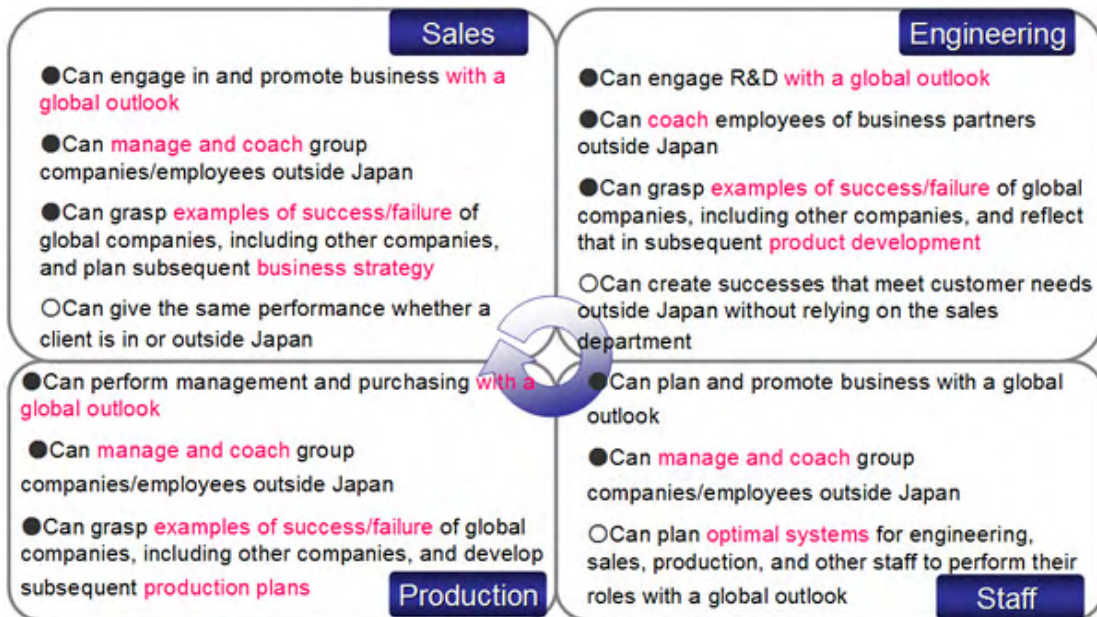 Sales
●Can engage in and promote business with a
global outlook
●Can manage and coach group
companies/employees outside Japan
●Can grasp examples of success/failure of
global companies, including other companies,
and plan subsequent business strategy
○Can give the same performance whether a
client is in or outside Japan
Engineering
●Can engage R&D with a global outlook
●Can coach employees of business partners
outside Japan
●Can grasp examples of success/failure of global
companies, including other companies, and reflect
that in subsequent product development
○Can create successes that meet customer needs
outside Japan without relying on the sales
department
●Can perform management and purchasing with a
global outlook
●Can manage and coach group
companies/employees outside Japan
●Can grasp examples of success/failure of global
companies, including other companies, and develop
subsequent production plans
Production
●Can plan and promote business with a global
outlook
●Can manage and coach group
companies/employees outside Japan
○Can plan optimal systems for engineering,
sales, production, and other staff to perform their
roles with a global outlook
Staff